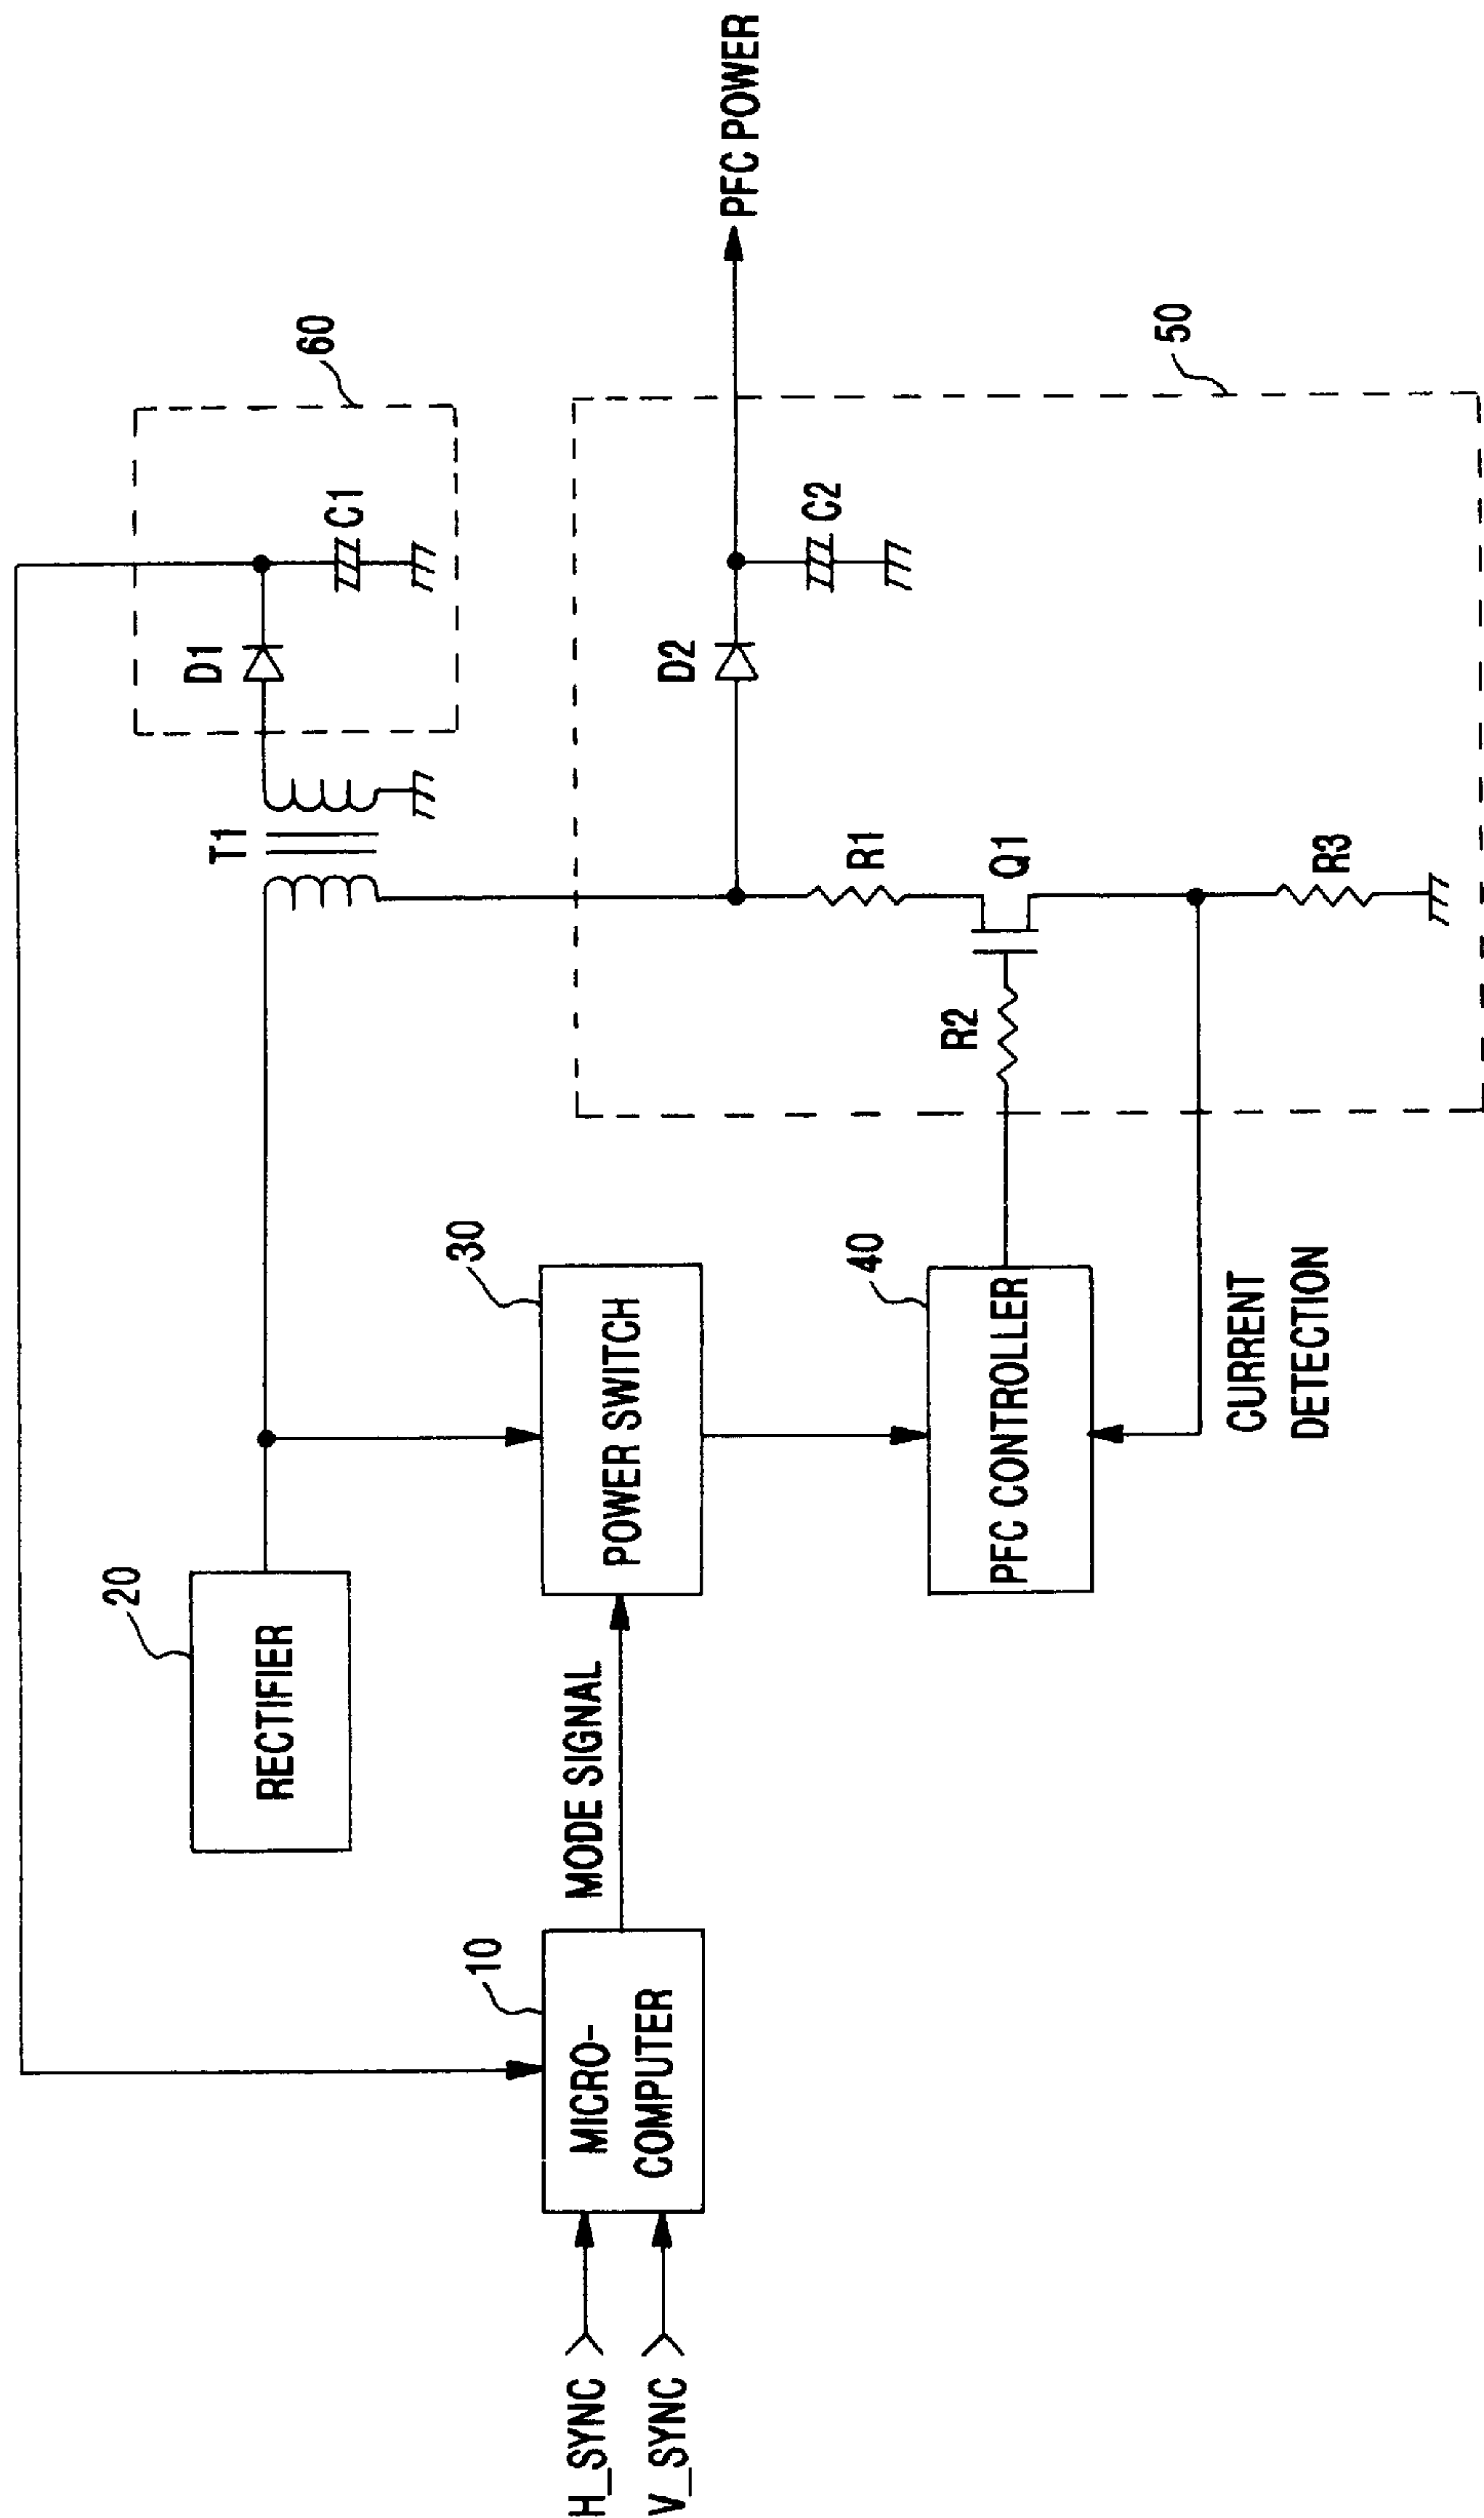 60
D1
C1
T1
20
RECTIFIER
10
MICRO-
COMPUTER
H_SYNC
V_SYNC
MODE SIGNAL
30
POWER SWITCH
D2
C2
PFC POWER
R1
R2
Q1
40
PFC CONTROLLER
50
R3
CURRENT
DETECTION